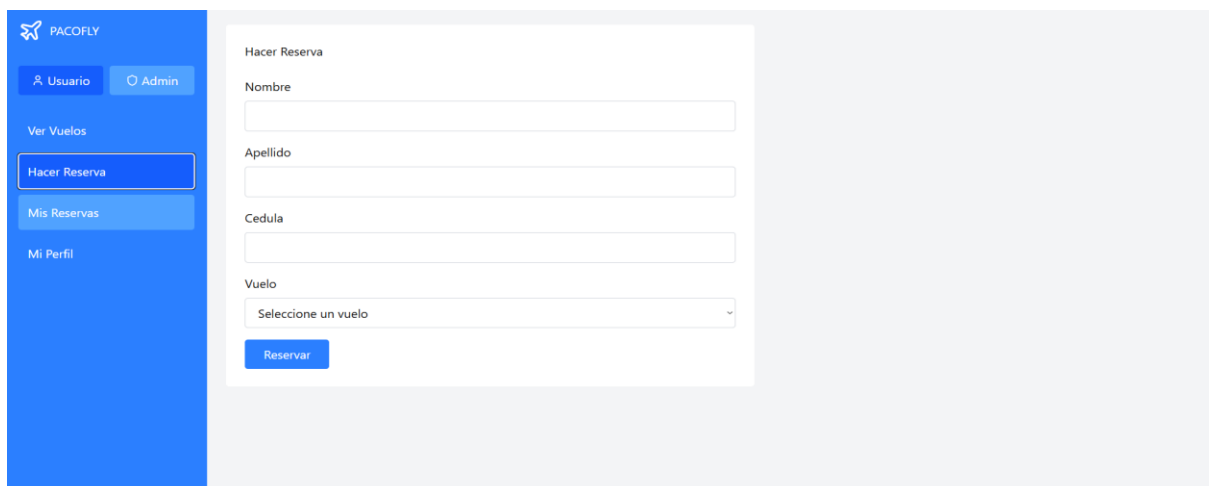 PACOFLY
Usuario Admin
Ver Vuelos
Hacer Reserva
Mis Reservas
Mi Perfil
Hacer Reserva
Nombre
Apellido
Cedula
Vuelo
Seleccione un vuelo
Reservar